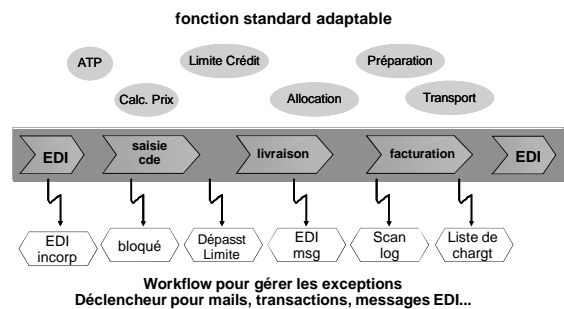 fonction standard adaptable
ATP
Limite Crédit
Préparation
Calc. Prix
Allocation
Transport
EDI
saisie
cde
livraison
facturation
EDI
EDI
incorp
bloqué
Dépasst
Limite
EDI
msg
Scan
log
Liste de
chargt
Workflow pour gérer les exceptions
Déclencheur pour mails, transactions, messages EDI...